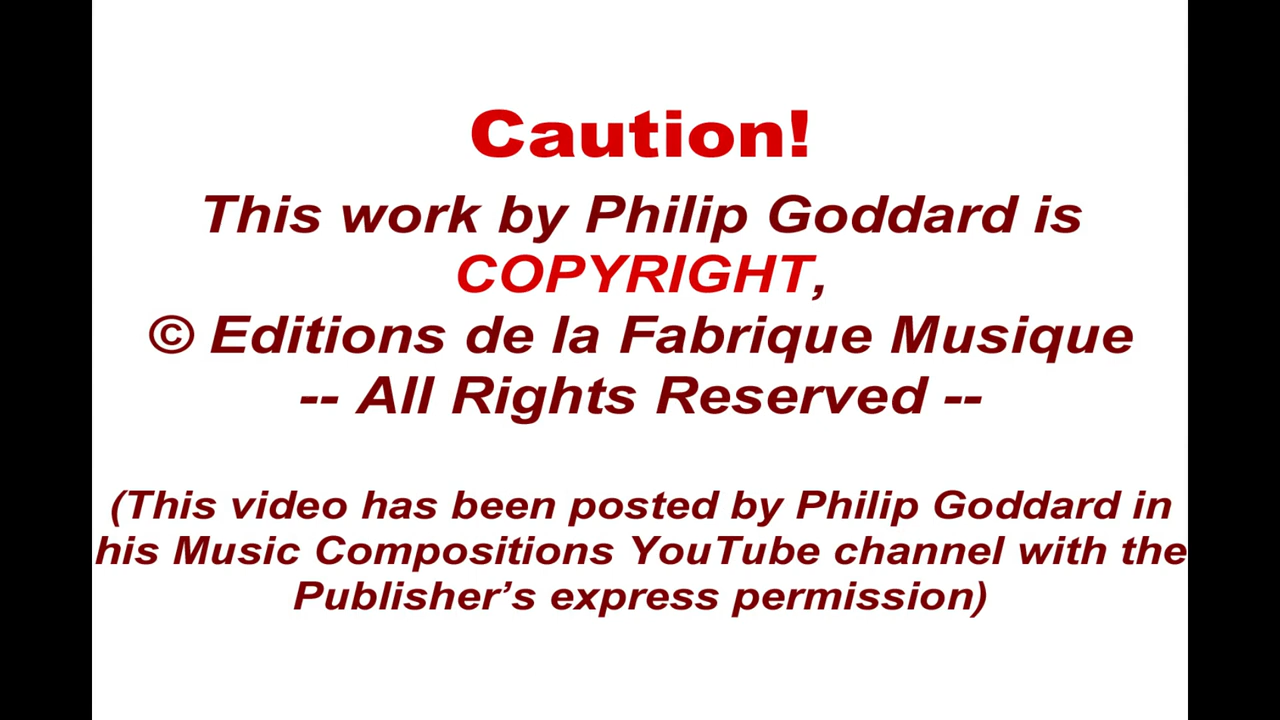 Caution!
This work by Philip Goddard is
COPYRIGHT,
© Editions de la Fabrique Musique
-- All Rights Reserved --
(This video has been posted by Philip Goddard in
his Music Compositions YouTube channel with the
Publisher’s express permission)